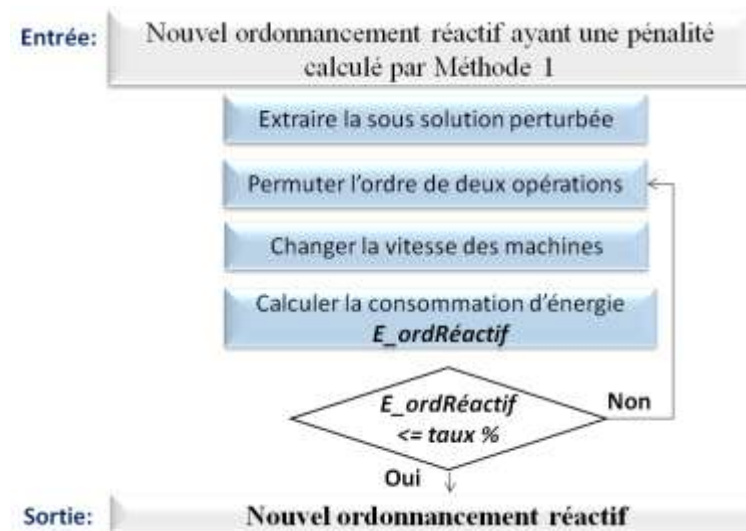 Entrée:
Nouvel ordonnancement réactif ayant une pénalité
calculé par Méthode 1
Extraire la sous solution perturbée
Permuter l'ordre de deux opérations
Changer la vitesse des machines
Calculer la consommation d'énergie
E_ordRéactif
E_ordRéactif
<= taux %
Non
Oui
Sortie:
Nouvel ordonnancement réactif